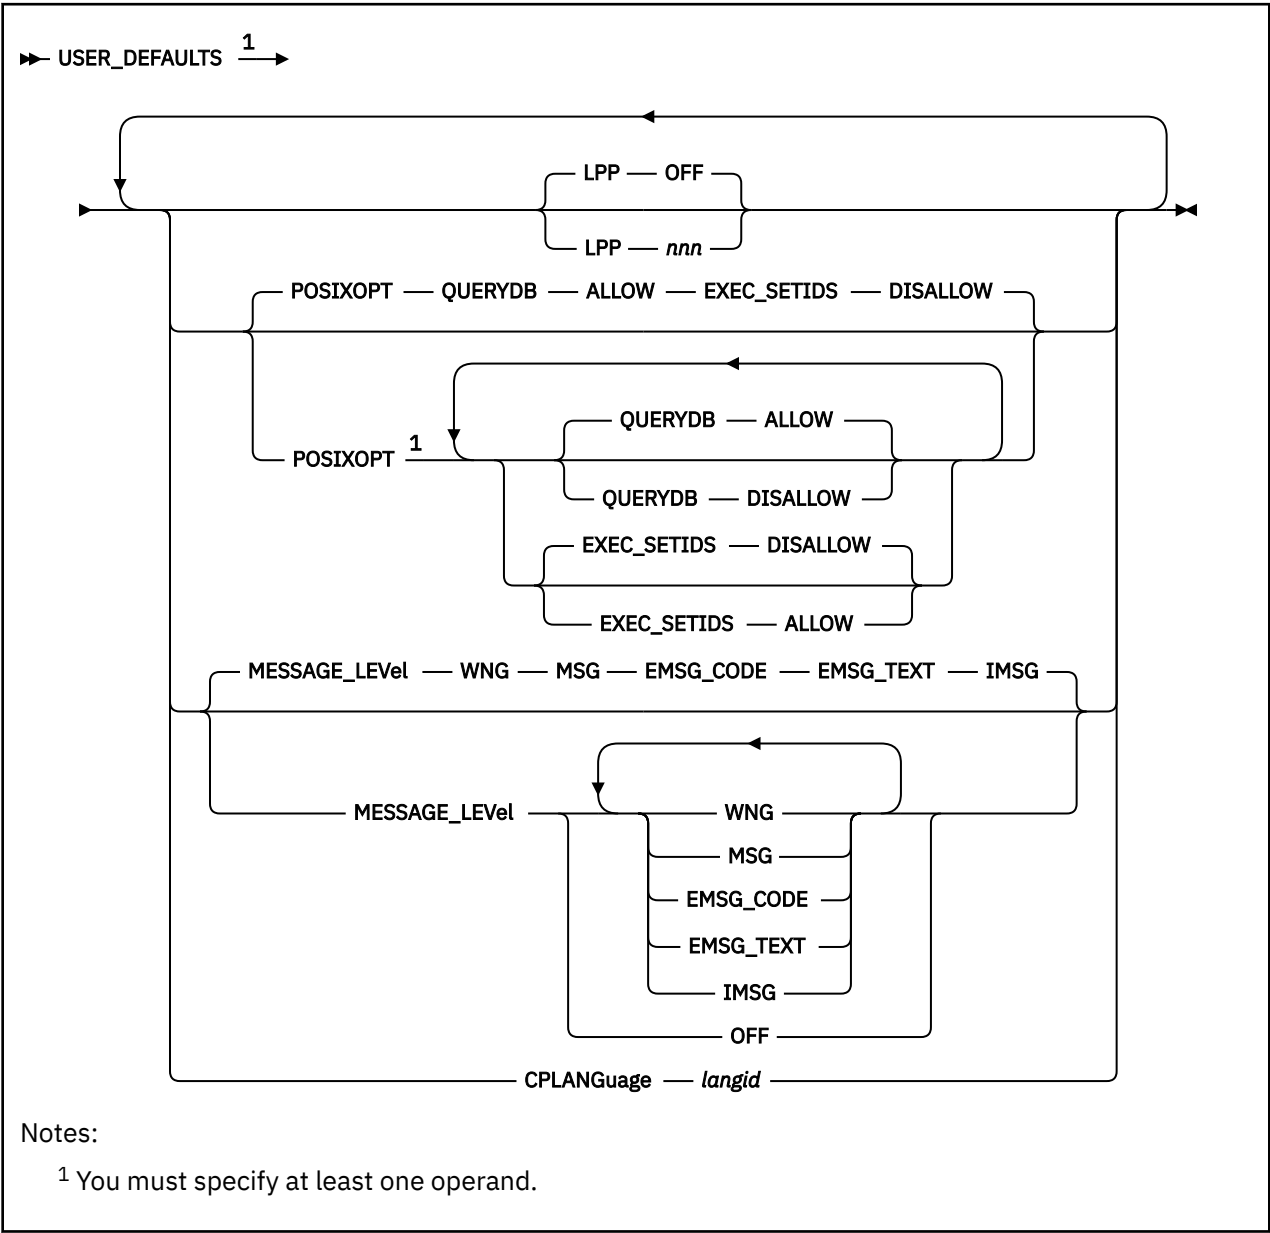 USER_DEFAULTS 1
LPP OFF
LPP nnn
POSIXOPT QUERYDB ALLOW EXEC_SETIDS DISALLOW
QUERYDB ALLOW
POSIXOPT 1
QUERYDB DISALLOW
EXEC_SETIDS DISALLOW
EXEC_SETIDS ALLOW
MESSAGE_LEVel WNG MSG EMSG_CODE EMSG_TEXT IMSG
MESSAGE_LEVel WNG
MSG
EMSG_CODE
EMSG_TEXT
IMSG
OFF
CPLANGuage langid
Notes:
1 You must specify at least one operand.